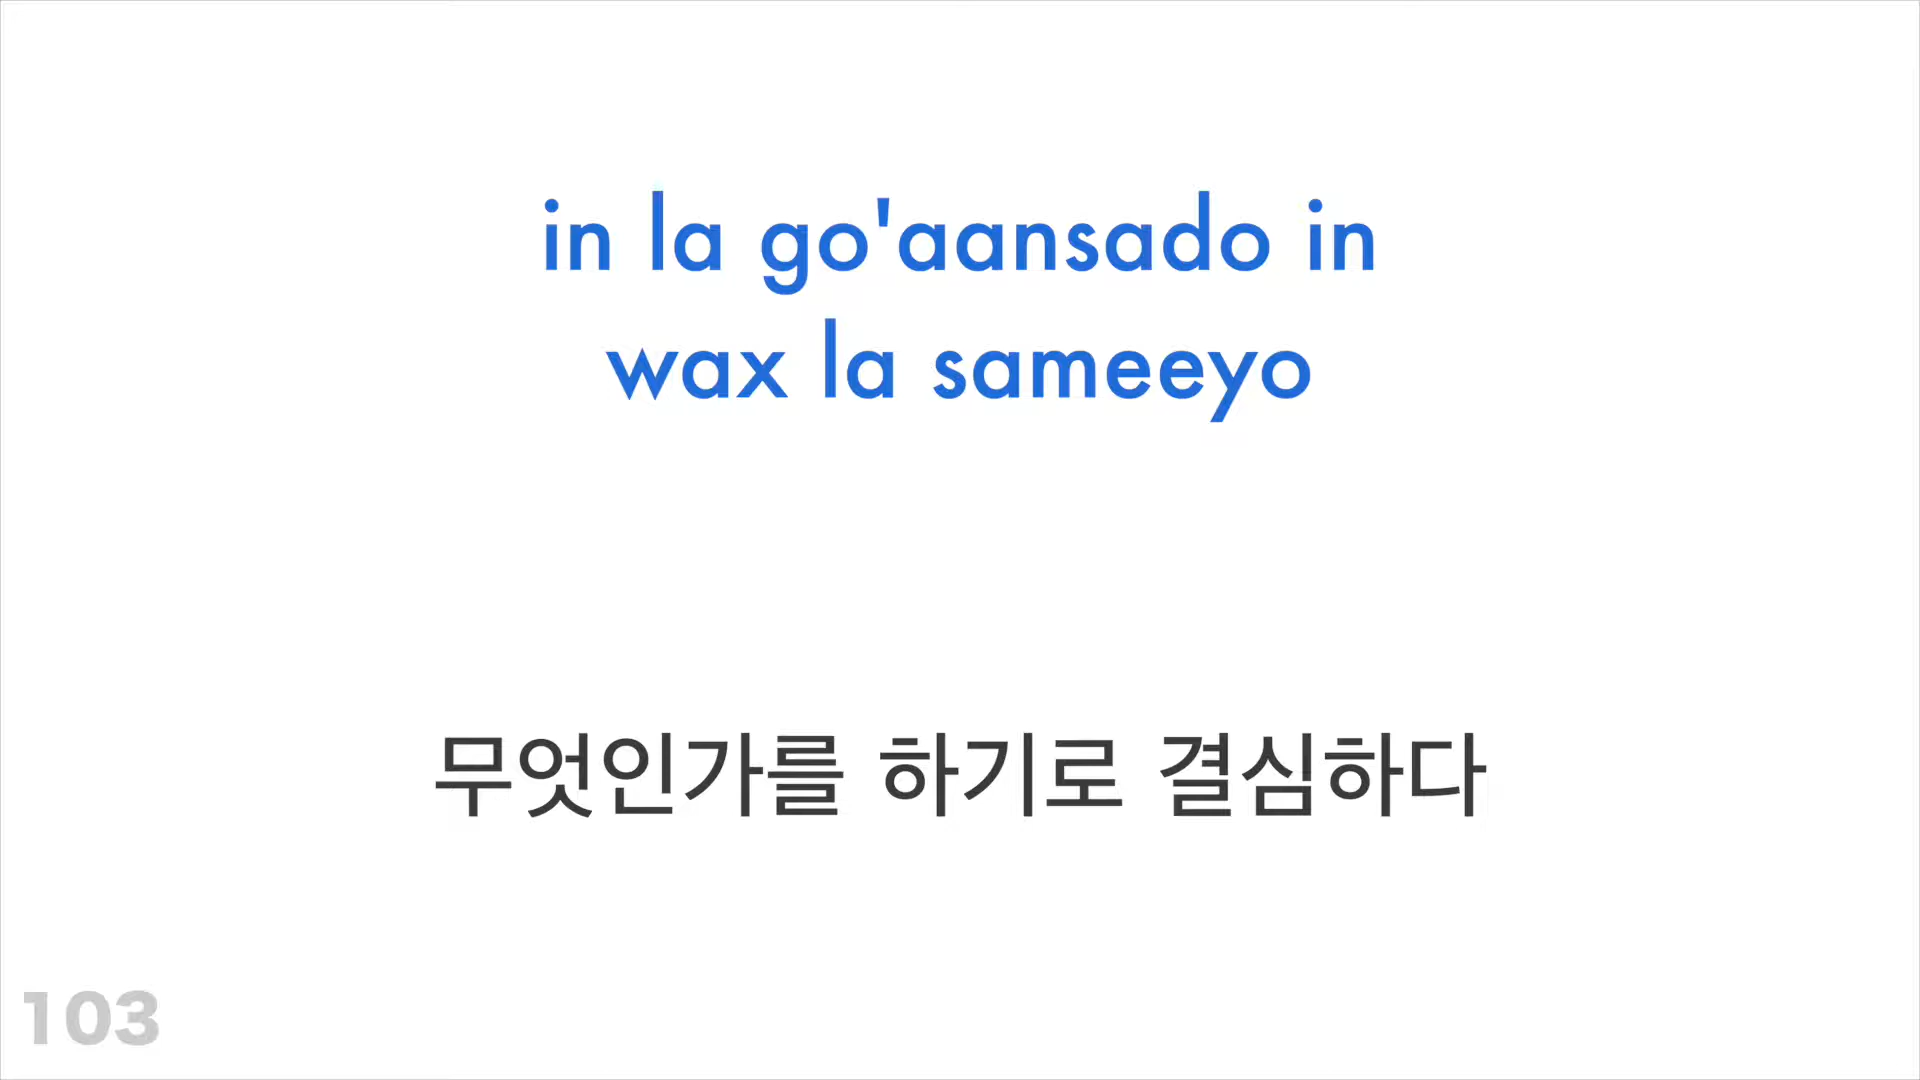 in la go'aansado in
wax la sameeyo
무엇인가를 하기로 결심하다
103